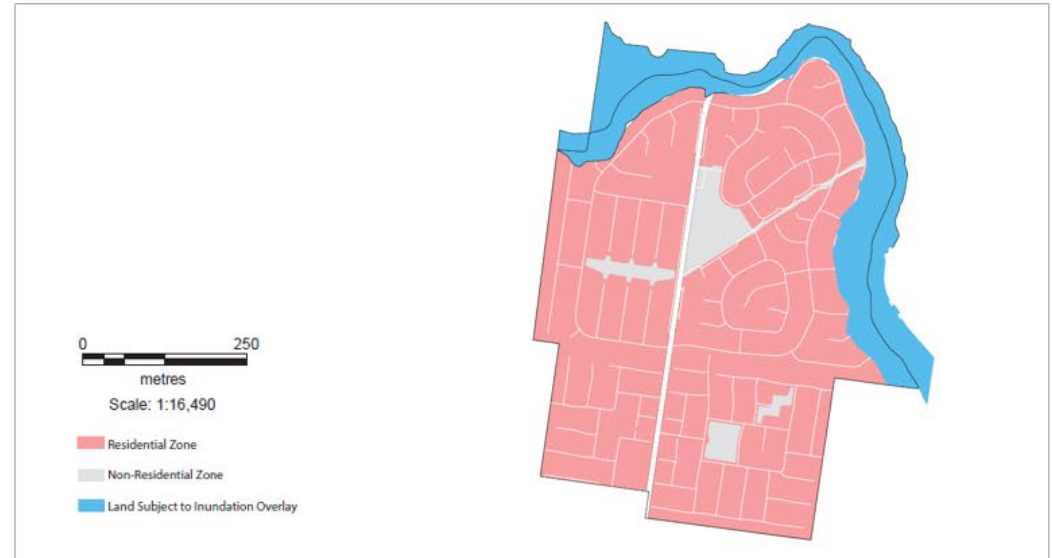 0 250
metres
Scale: 1:16,490
Residential Zone
Non-Residential Zone
Land Subject to Inundation Overlay